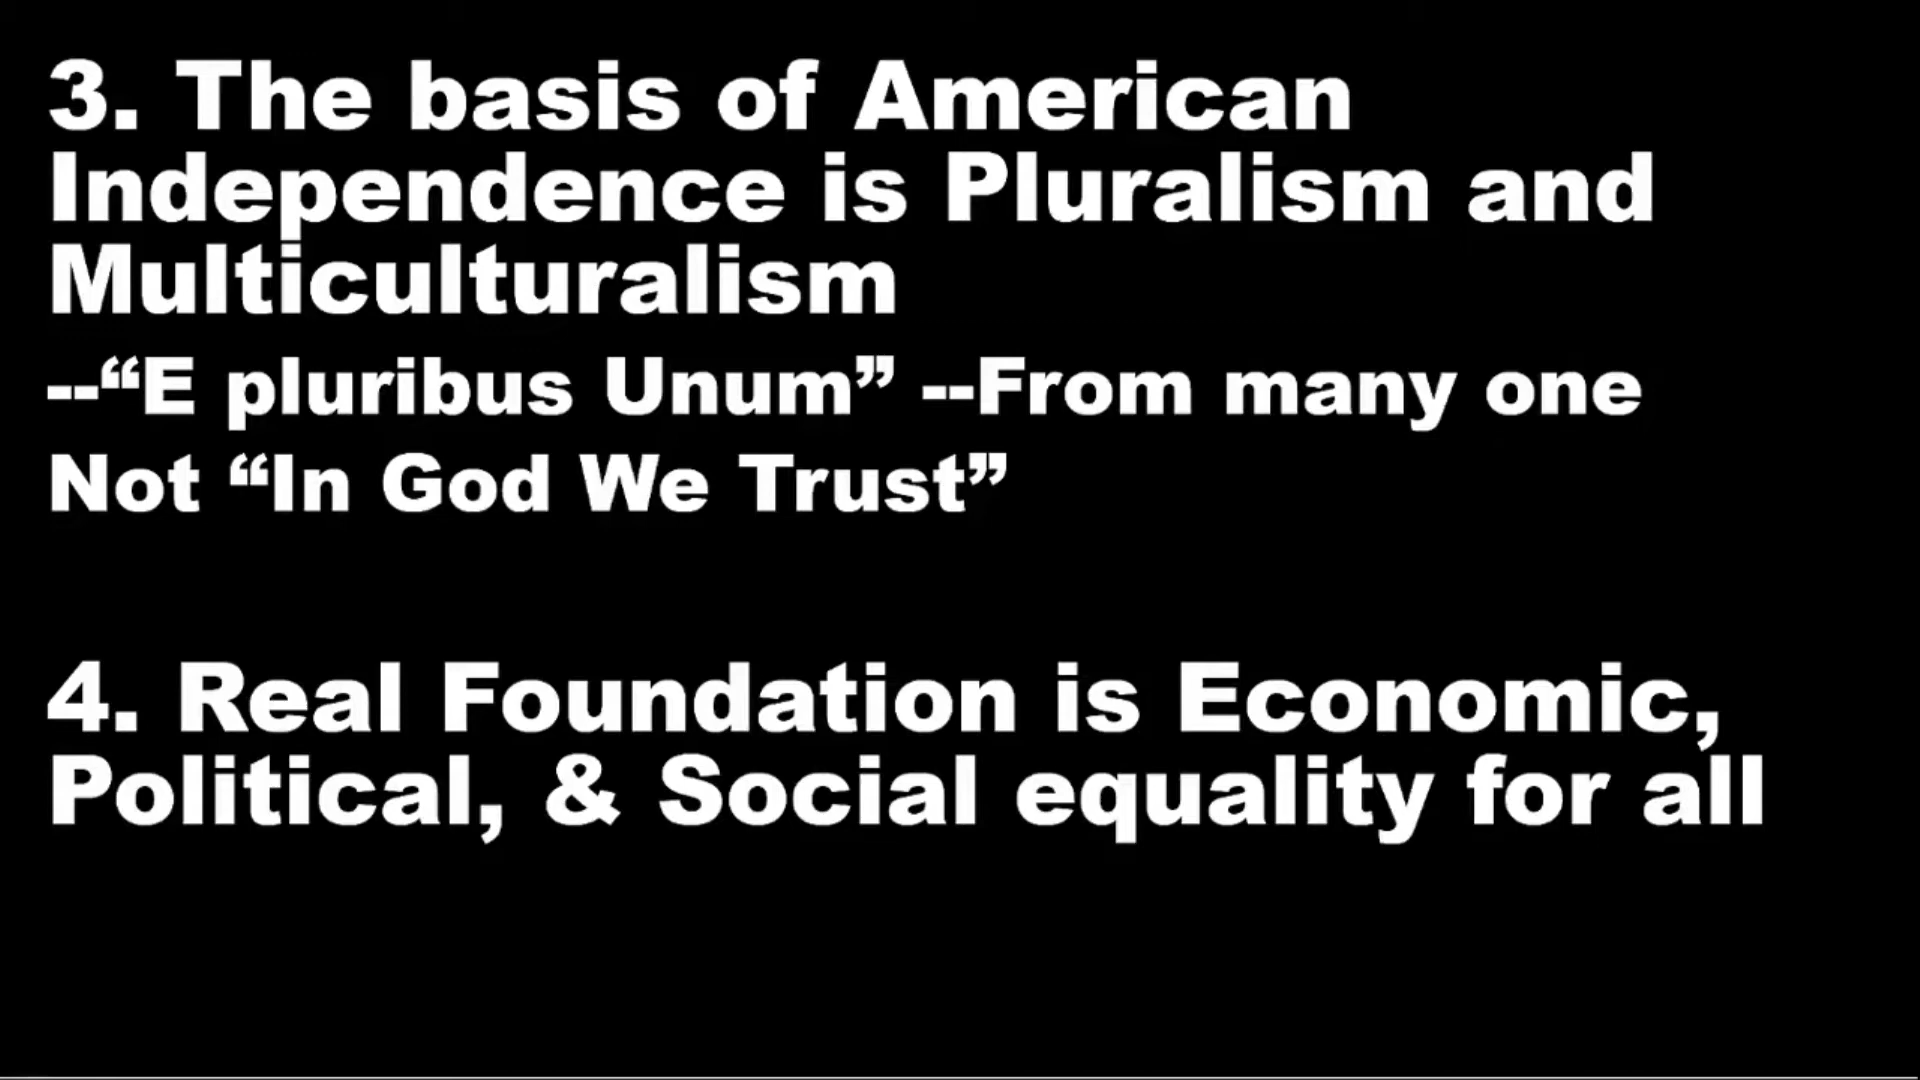 3. The basis of American
Independence is Pluralism and
Multiculturalism
--“E pluribus Unum” --From many one
Not “In God We Trust”
4. Real Foundation is Economic,
Political, & Social equality for all